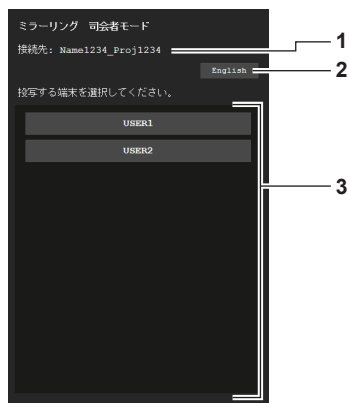 ミラーリング 司会者モード
接続先: Name1234_Proj1234
1
English
2
投写する端末を選択してください。
USER1
USER2
3